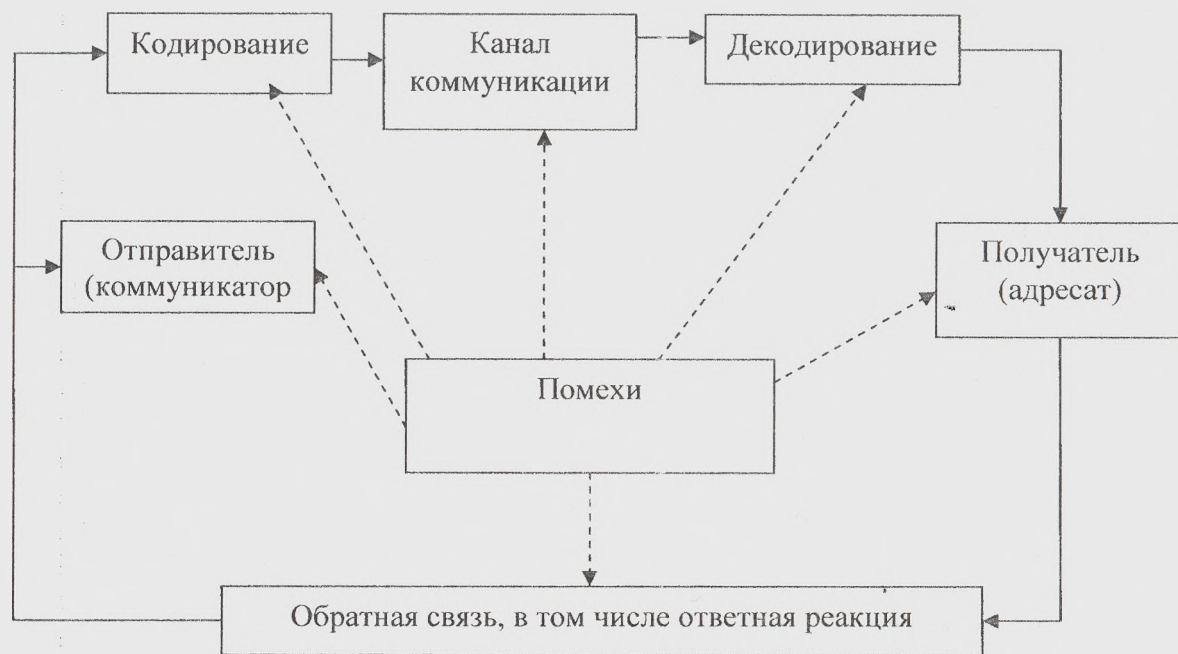 Кодирование
Канал
коммуникации
Декодирование
Отправитель
(коммуникатор
Получатель
(адресат)
Помехи
Обратная связь, в том числе ответная реакция